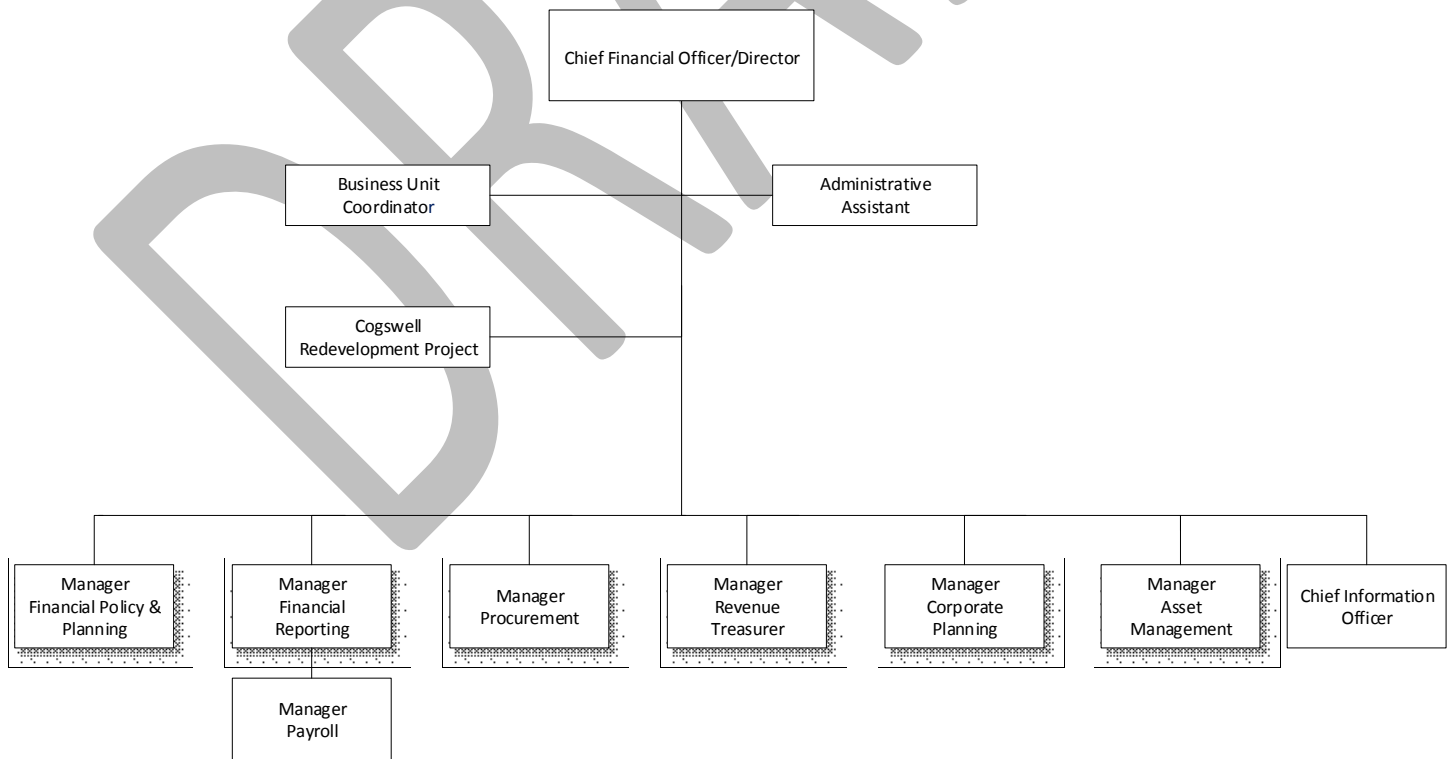 DRA
Chief Financial Officer/Director
Business Unit
Coordinator
Administrative
Assistant
Cogswell
Redevelopment Project
Manager
Financial Policy &
Planning
Manager
Financial
Reporting
Manager
Procurement
Manager
Revenue
Treasurer
Manager
Corporate
Planning
Manager
Asset
Management
Chief Information
Officer
Manager
Payroll